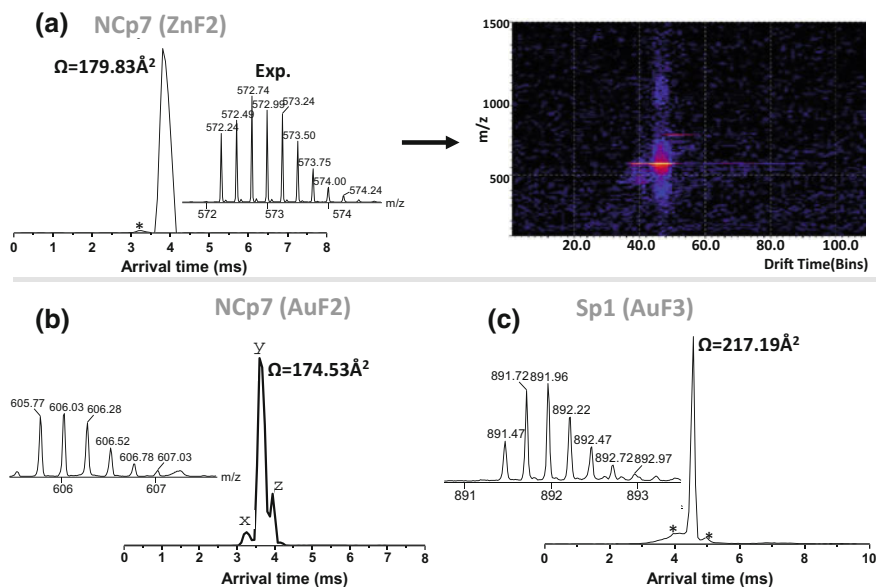 (a) NCp7 (ZnF2)
Ω=179.83Å²
Exp.
572.24
572.49
572.74
572.99
573.24
573.50
573.75
574.00
574.24
572 573 574 m/z
*
0 1 2 3 4 5 6 7 8
Arrival time (ms)
1500
1000
500
m/z
20.0 40.0 60.0 80.0 100.0
Drift Time(Bins)
(b) NCp7 (AuF2)
Ω=174.53Å²
x
y
z
605.77
606.03
606.28
606.52
606.78
607.03
606 607 m/z
0 1 2 3 4 5 6 7 8
Arrival time (ms)
(c) Sp1 (AuF3)
Ω=217.19Å²
891.47
891.72
891.96
892.22
892.47
892.72
892.97
891 892 893
* *
0 2 4 6 8 10
Arrival time (ms)